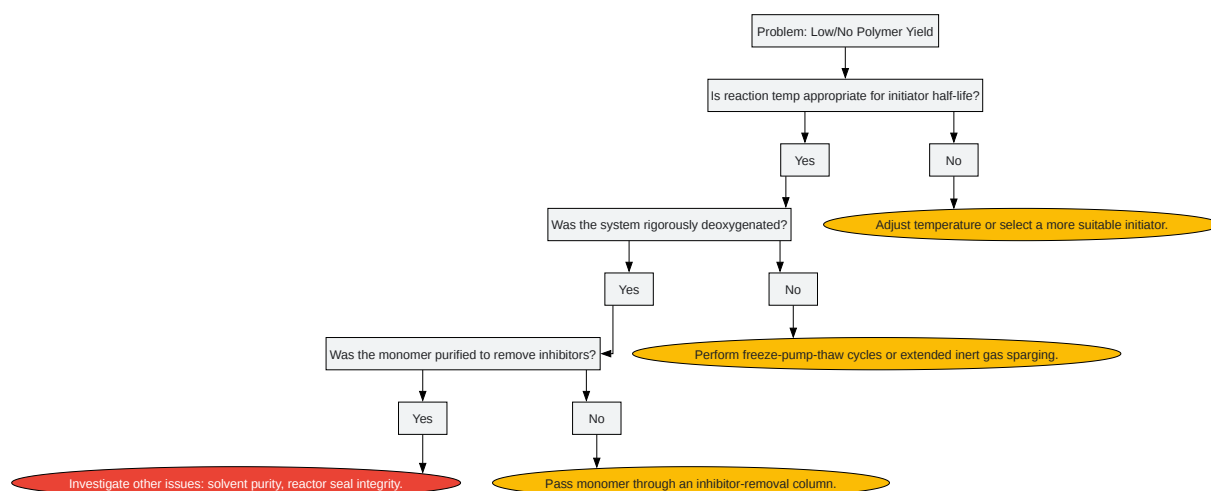 Problem: Low/No Polymer Yield
Is reaction temp appropriate for initiator half-life?
Yes
No
Was the system rigorously deoxygenated?
Adjust temperature or select a more suitable initiator.
Yes
No
Was the monomer purified to remove inhibitors?
Perform freeze-pump-thaw cycles or extended inert gas sparging.
Yes
No
Investigate other issues: solvent purity, reactor seal integrity.
Pass monomer through an inhibitor-removal column.